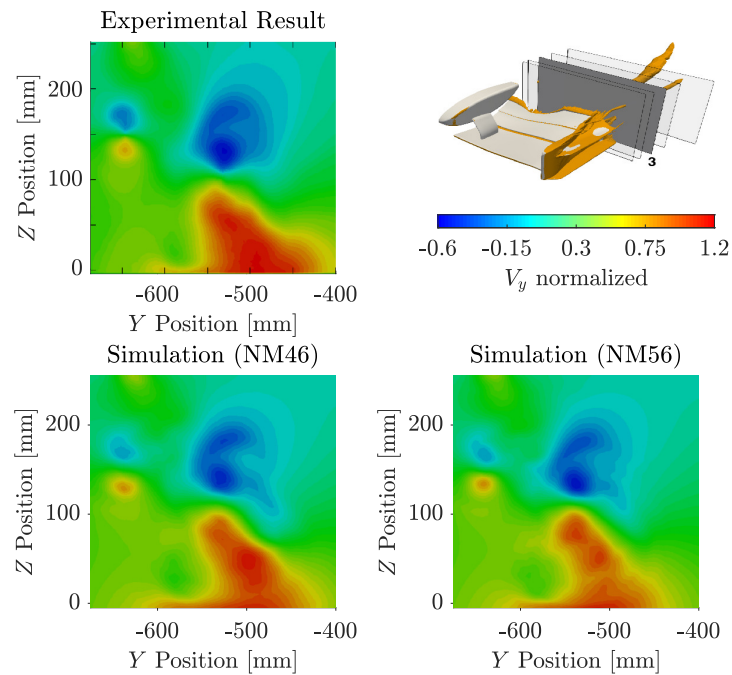 Experimental Result
200
100
0
Z Position [mm]
-600 -500 -400
Y Position [mm]
3
-0.6 -0.15 0.3 0.75 1.2
V_y normalized
Simulation (NM46)
200
100
0
Z Position [mm]
-600 -500 -400
Y Position [mm]
Simulation (NM56)
200
100
0
Z Position [mm]
-600 -500 -400
Y Position [mm]